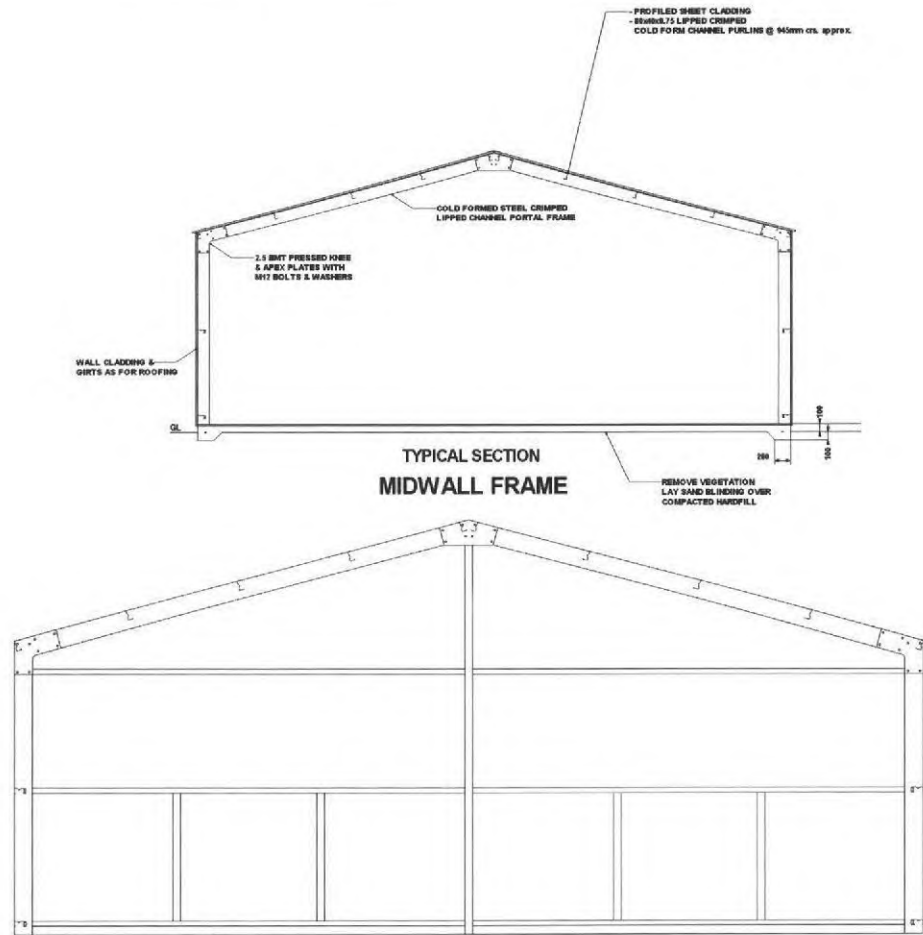 - PROFILED SHEET CLADDING
- 80x40x0.75 LIPPED CRIMPED
COLD FORM CHANNEL PURLINS @ 945mm crs. approx.
COLD FORMED STEEL CRIMPED
LIPPED CHANNEL PORTAL FRAME
2.5 BMT PRESSED KNEE
& APEX PLATES WITH
M12 BOLTS & WASHERS
WALL CLADDING &
GIRTS AS FOR ROOFING
GL
100
100
200
TYPICAL SECTION
MIDWALL FRAME
REMOVE VEGETATION
LAY SAND BLINDING OVER
COMPACTED HARDFILL